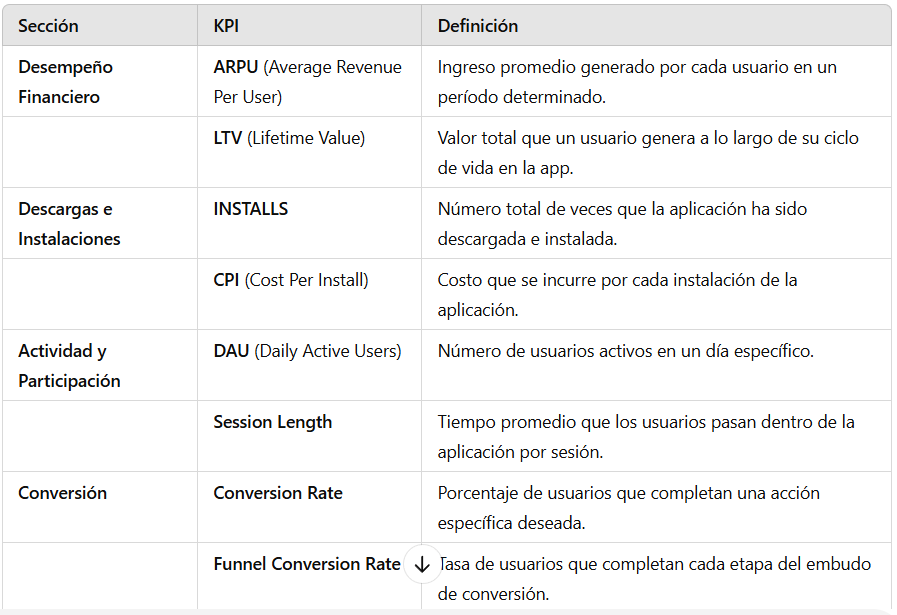 Sección KPI Definición
Desempeño ARPU (Average Revenue Ingreso promedio generado por cada usuario en un
Financiero Per User) período determinado.
LTV (Lifetime Value) Valor total que un usuario genera a lo largo de su ciclo
de vida en la app.
Descargas e INSTALLS Número total de veces que la aplicación ha sido
Instalaciones descargada e instalada.
CPI (Cost Per Install) Costo que se incurre por cada instalación de la
aplicación.
Actividad y DAU (Daily Active Users) Número de usuarios activos en un día específico.
Participación
Session Length Tiempo promedio que los usuarios pasan dentro de la
aplicación por sesión.
Conversión Conversion Rate Porcentaje de usuarios que completan una acción
específica deseada.
Funnel Conversion Rate Tasa de usuarios que completan cada etapa del embudo
de conversión.